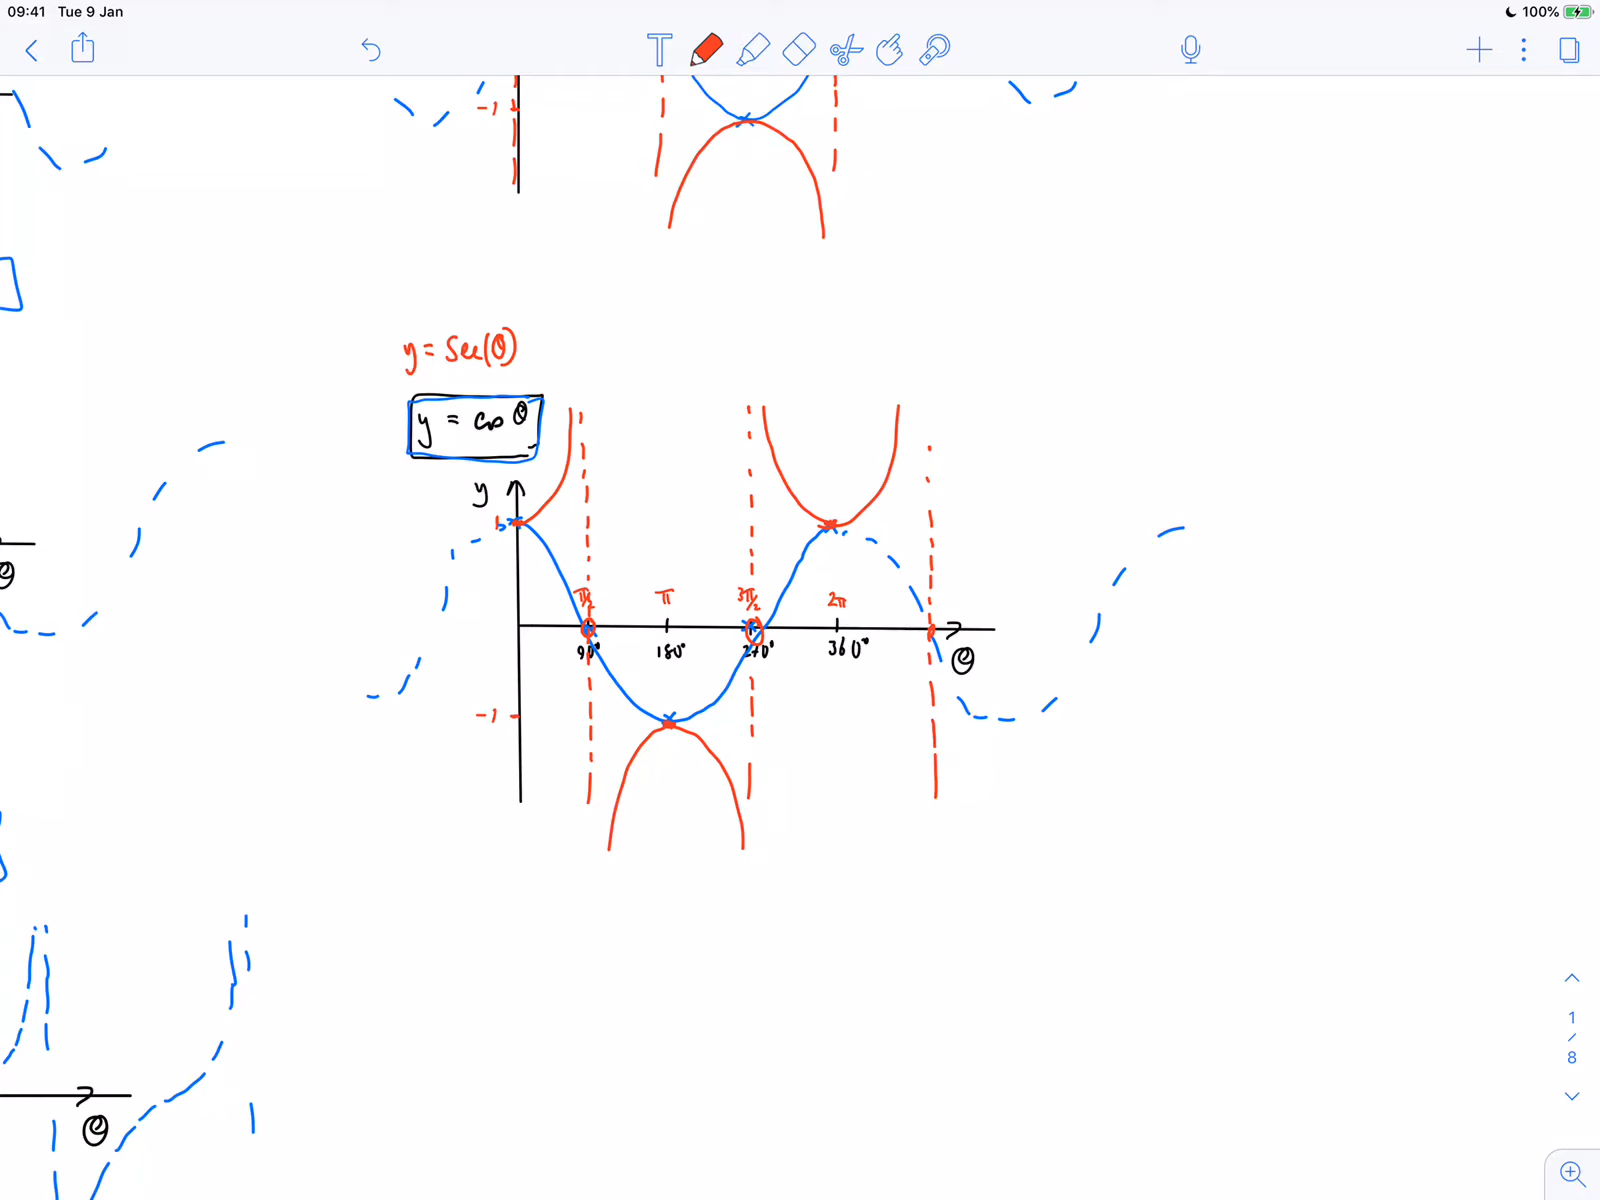 09:41 Tue 9 Jan
100%
T
-1
y = Sec(θ)
y = cos θ
y
1
π/2 π 3π/2 2π
90° 180° 270° 360°
θ
θ
-1
1
/
8
θ